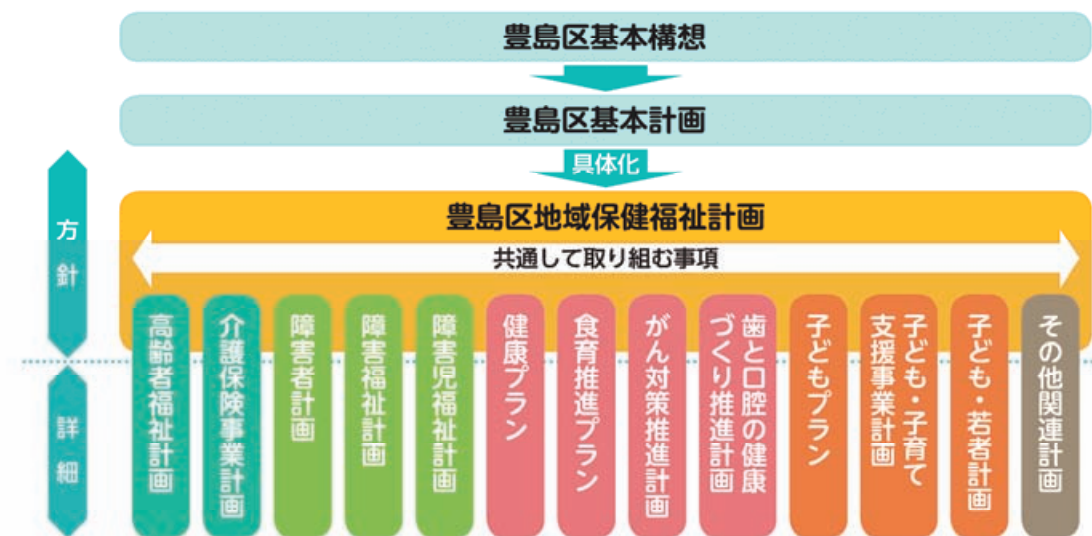 豊島区基本構想
豊島区基本計画
具体化
豊島区地域保健福祉計画
共通して取り組む事項
方針
詳細
高齢者福祉計画
介護保険事業計画
障害者計画
障害福祉計画
障害児福祉計画
健康プラン
食育推進プラン
がん対策推進計画
歯と口腔の健康
づくり推進計画
子どもプラン
子ども・子育て
支援事業計画
子ども・若者計画
その他関連計画